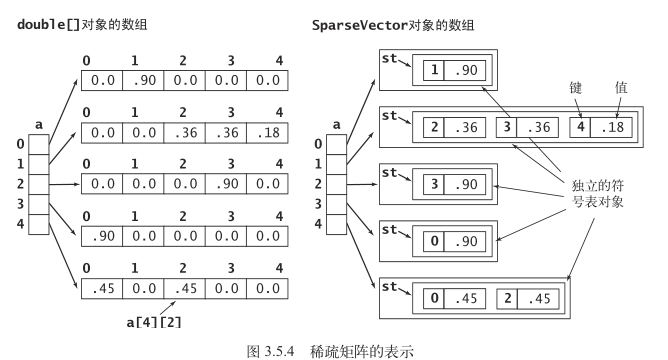 double[]对象的数组
0 1 2 3 4
0.0 .90 0.0 0.0 0.0
0 1 2 3 4
0.0 0.0 .36 .36 .18
0 1 2 3 4
0.0 0.0 0.0 .90 0.0
0 1 2 3 4
.90 0.0 0.0 0.0 0.0
0 1 2 3 4
.45 0.0 .45 0.0 0.0
a
0
1
2
3
4
a[4][2]
SparseVector对象的数组
st
1 .90
键 值
st
2 .36 3 .36 4 .18
st
3 .90
st
0 .90
st
0 .45 2 .45
a
0
1
2
3
4
独立的符
号表对象
图 3.5.4 稀疏矩阵的表示